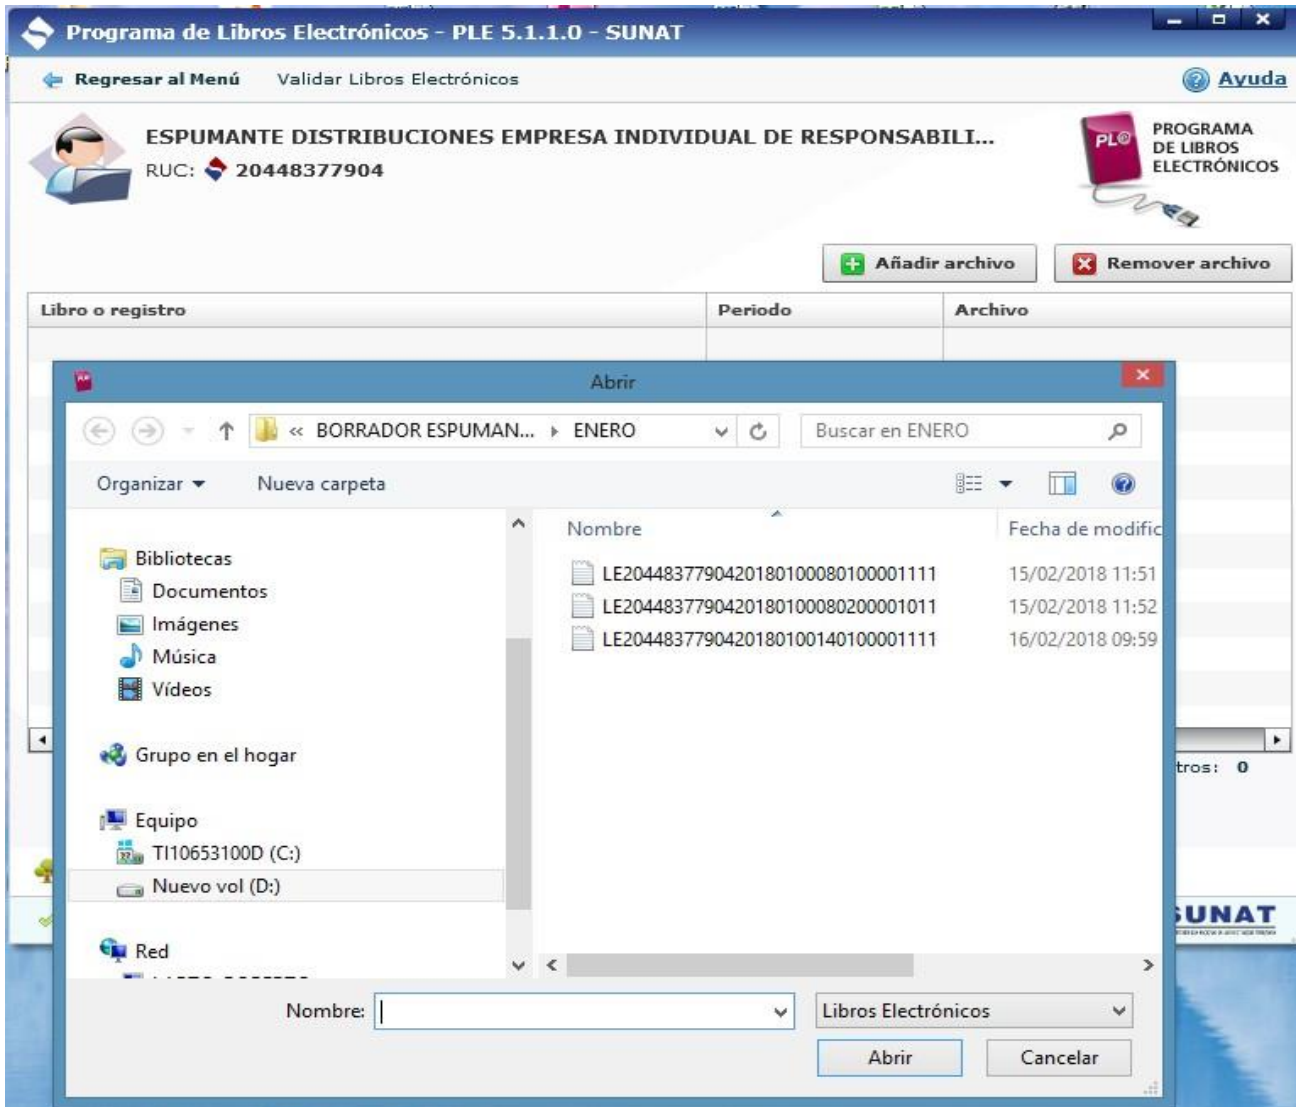 Programa de Libros Electrónicos - PLE 5.1.1.0 - SUNAT
Regresar al Menú Validar Libros Electrónicos Ayuda
ESPUMANTE DISTRIBUCIONES EMPRESA INDIVIDUAL DE RESPONSABILI...
RUC: 20448377904
PL@
PROGRAMA
DE LIBROS
ELECTRÓNICOS
Añadir archivo Remover archivo
Libro o registro Periodo Archivo
Abrir
« BORRADOR ESPUMAN... ENERO Buscar en ENERO
Organizar Nueva carpeta
Nombre Fecha de modific
Bibliotecas
Documentos
Imágenes
Música
Vídeos
Grupo en el hogar
Equipo
TI10653100D (C:)
Nuevo vol (D:)
Red
LE2044837790420180100080100001111 15/02/2018 11:51
LE2044837790420180100080200001011 15/02/2018 11:52
LE2044837790420180100140100001111 16/02/2018 09:59
tros: 0
SUNAT
Nombre: Libros Electrónicos
Abrir Cancelar